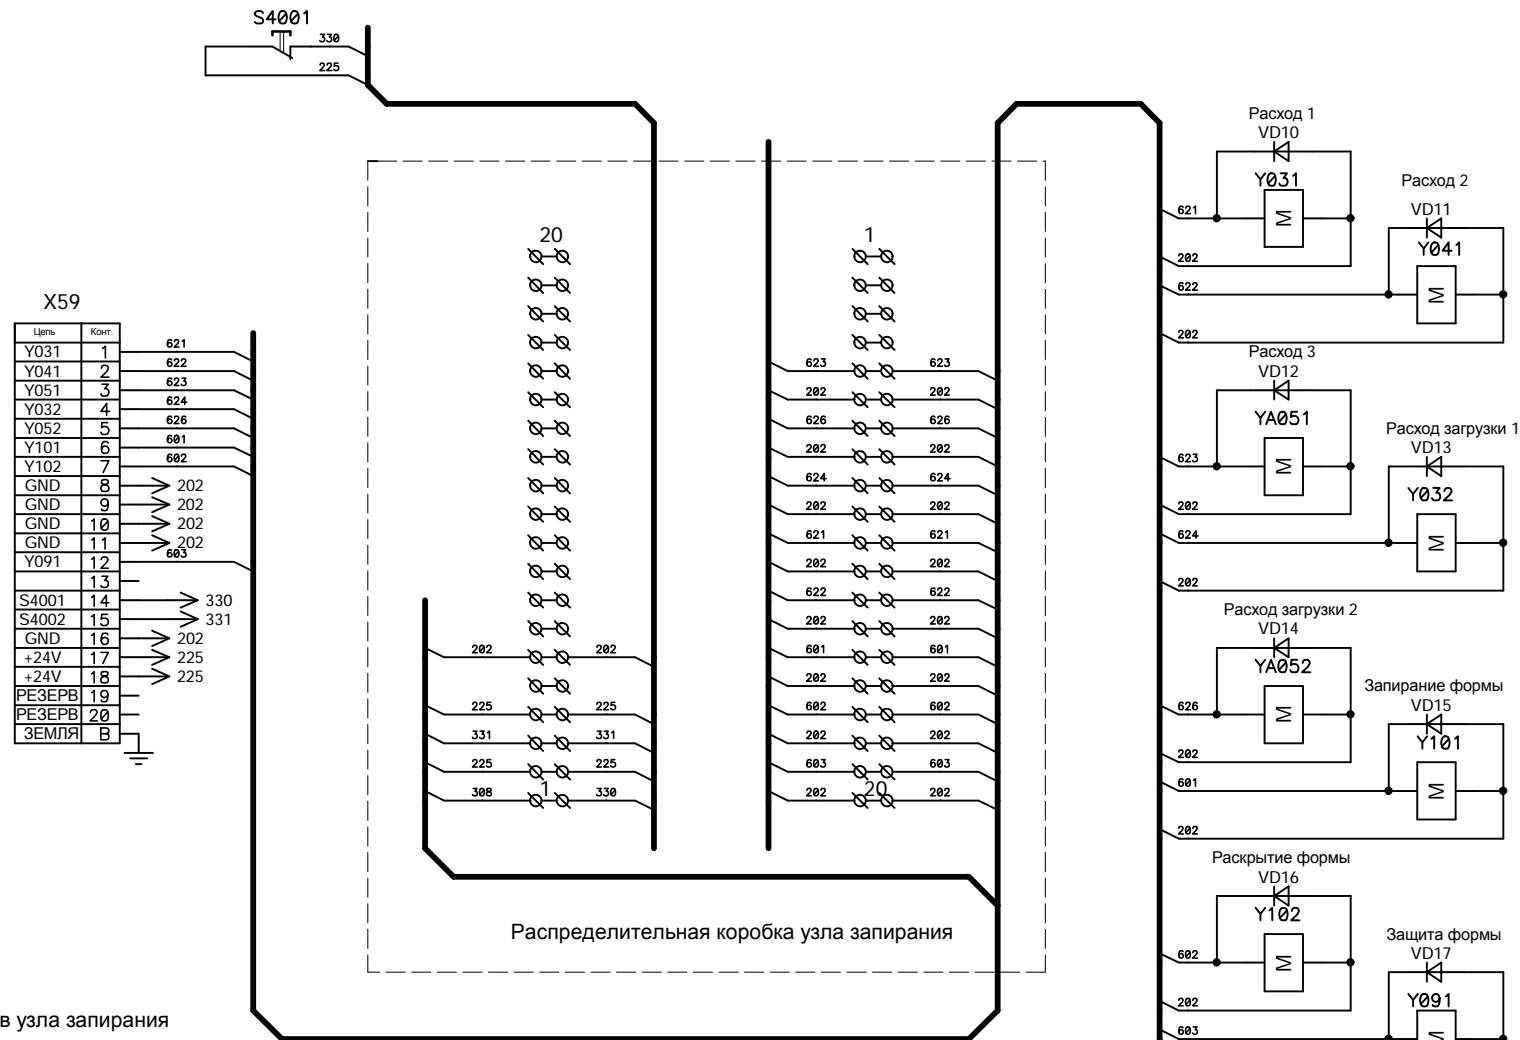 S4001
330
225
X59
Цепь Конт.
Y031 1 621
Y041 2 622
Y051 3 623
Y032 4 624
Y052 5 626
Y101 6 601
Y102 7 602
GND 8 202
GND 9 202
GND 10 202
GND 11 202
Y091 12 603
13
S4001 14 330
S4002 15 331
GND 16 202
+24V 17 225
+24V 18 225
РЕЗЕРВ 19
РЕЗЕРВ 20
ЗЕМЛЯ B
20
202 202
225 225
331 331
225 225
308 1 330
1
623 623
202 202
626 626
202 202
624 624
202 202
621 621
202 202
622 622
202 202
601 601
202 202
602 602
202 202
603 603
202 20 202
Распределительная коробка узла запирания
в узла запирания
Расход 1
VD10
Y031
M
621
202
Расход 2
VD11
Y041
M
622
202
Расход 3
VD12
YA051
M
623
202
Расход загрузки 1
VD13
Y032
M
624
202
Расход загрузки 2
VD14
YA052
M
626
202
Запирание формы
VD15
Y101
M
601
202
Раскрытие формы
VD16
Y102
M
602
202
Защита формы
VD17
Y091
M
603